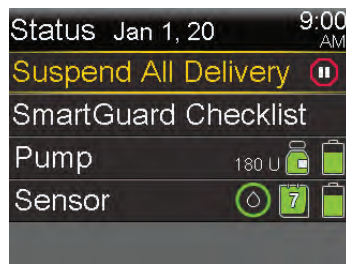 Status Jan 1, 20 9:00 AM
Suspend All Delivery
SmartGuard Checklist
Pump 180 U
Sensor 7